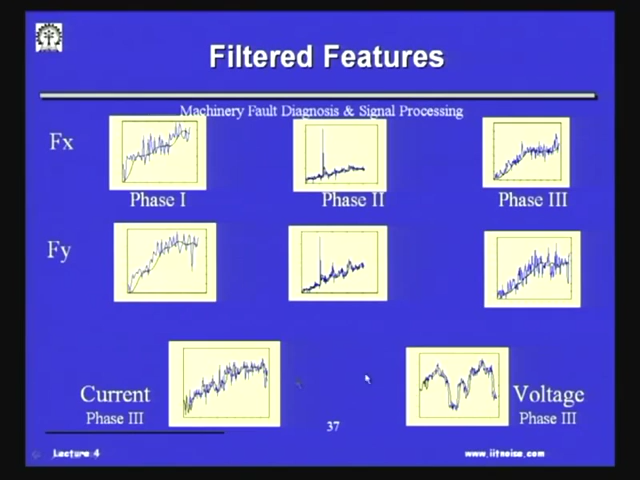 Filtered Features
Machinery Fault Diagnosis & Signal Processing
Fx
Phase I
Phase II
Phase III
Fy
Current
Phase III
Voltage
Phase III
37
Lecture 4
www.iitnoise.com